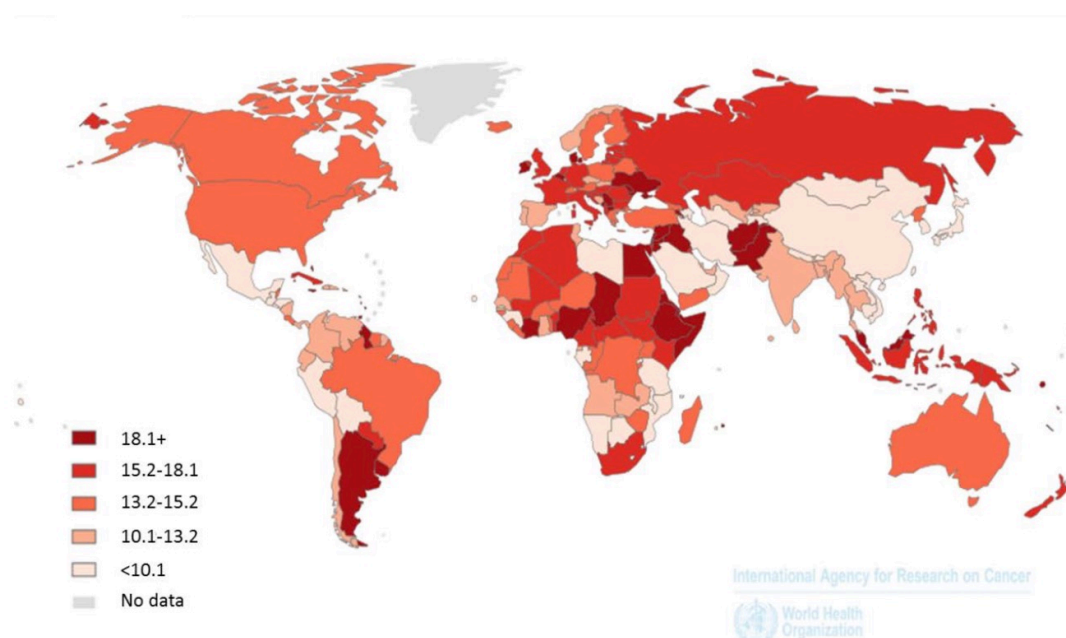 18.1+
15.2-18.1
13.2-15.2
10.1-13.2
<10.1
No data
International Agency for Research on Cancer
World Health
Organization